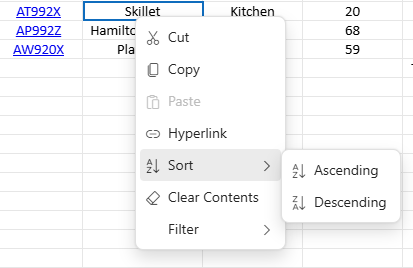 AT992X Skillet Kitchen 20
AP992Z 68
AW920X 59
Cut
Copy
Paste
Hyperlink
Sort
Ascending
Descending
Clear Contents
Filter